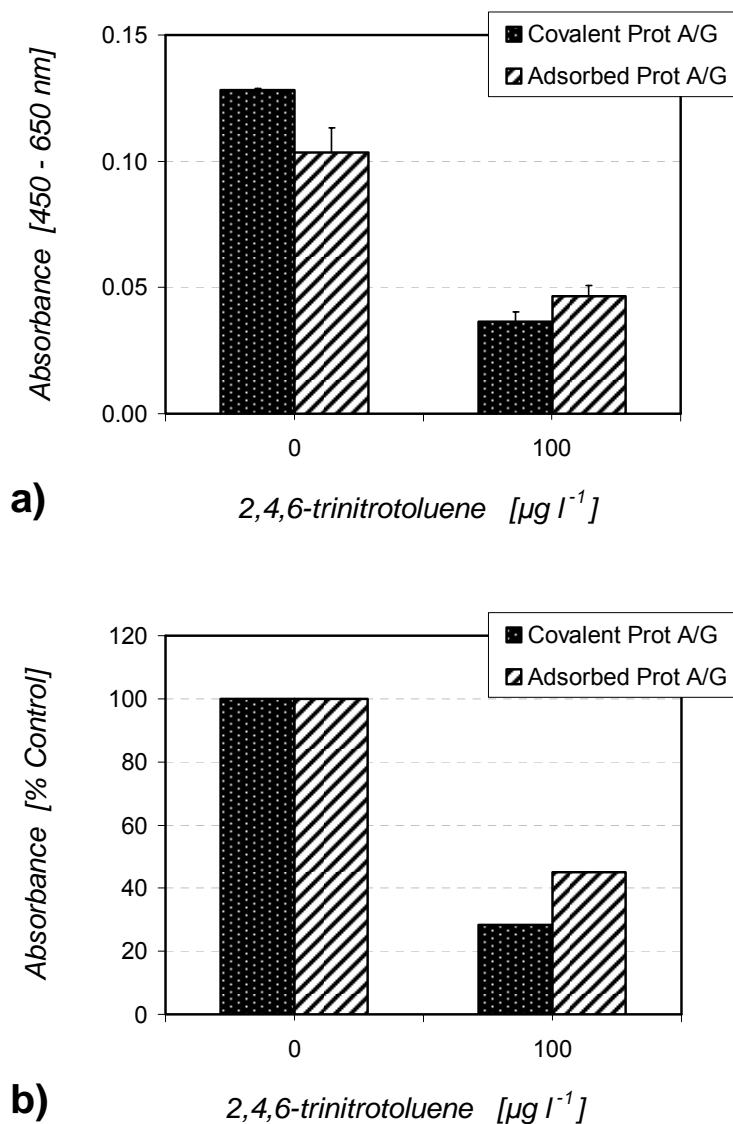 Covalent Prot A/G
Adsorbed Prot A/G
0.15
0.10
0.05
0.00
Absorbance [450 - 650 nm]
0
100
a)
2,4,6-trinitrotoluene [µg l⁻¹]
Covalent Prot A/G
Adsorbed Prot A/G
120
100
80
60
40
20
0
Absorbance [% Control]
0
100
b)
2,4,6-trinitrotoluene [µg l⁻¹]